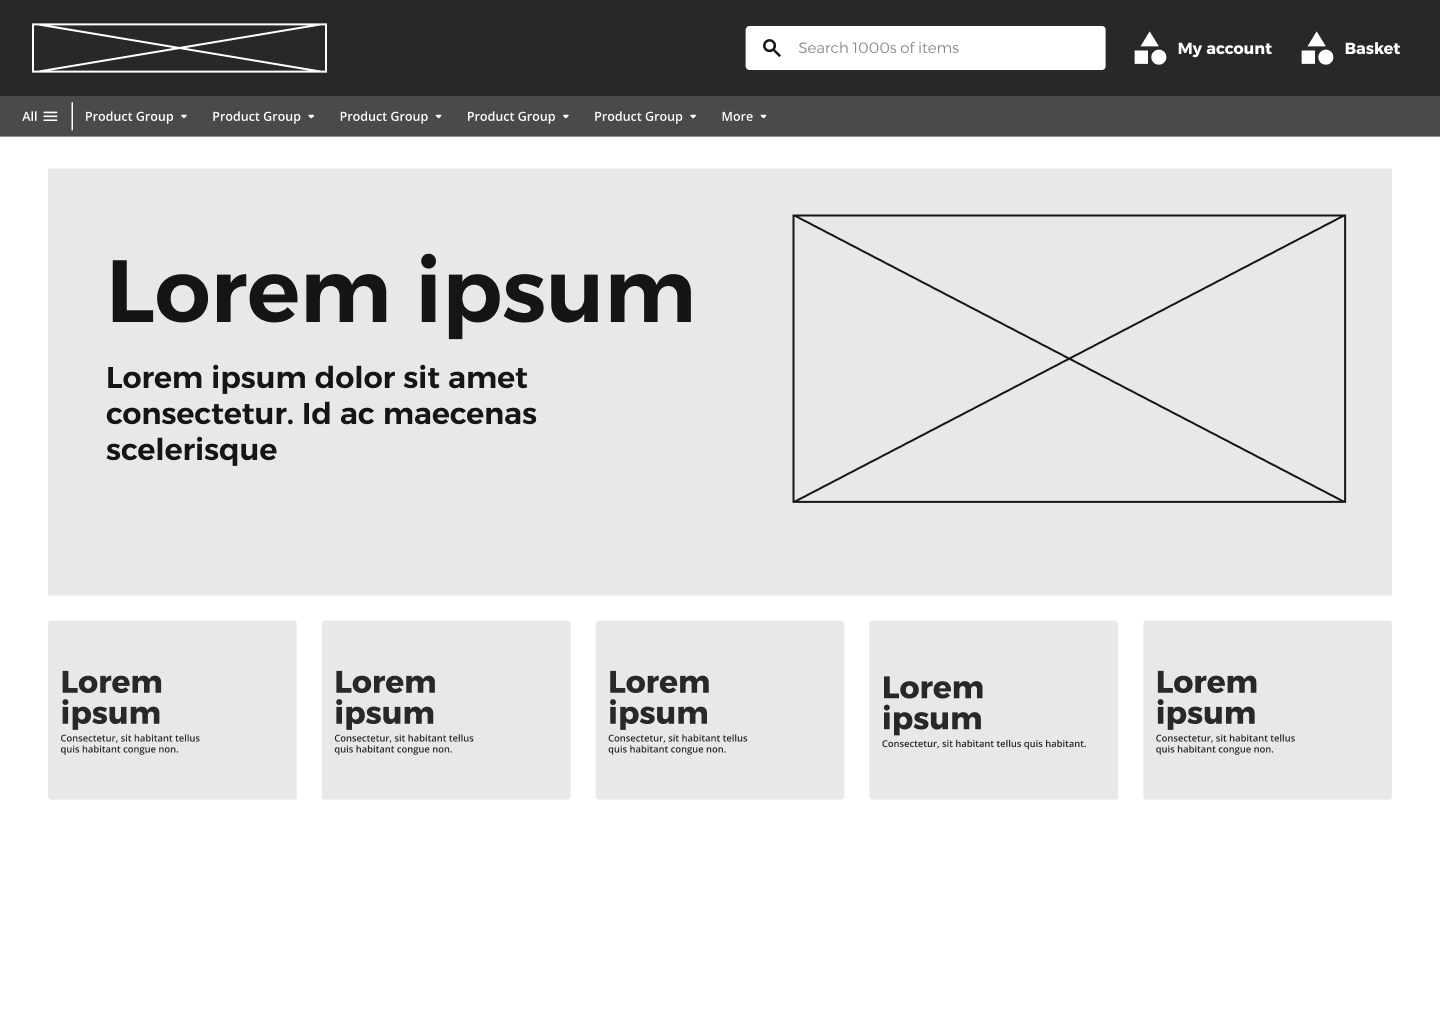 Search 1000s of items
My account
Basket
All
Product Group
Product Group
Product Group
Product Group
Product Group
More
Lorem ipsum
Lorem ipsum dolor sit amet
consectetur. Id ac maecenas
scelerisque
Lorem
ipsum
Consectetur, sit habitant tellus
quis habitant congue non.
Lorem
ipsum
Consectetur, sit habitant tellus
quis habitant congue non.
Lorem
ipsum
Consectetur, sit habitant tellus
quis habitant congue non.
Lorem
ipsum
Consectetur, sit habitant tellus quis habitant.
Lorem
ipsum
Consectetur, sit habitant tellus
quis habitant congue non.